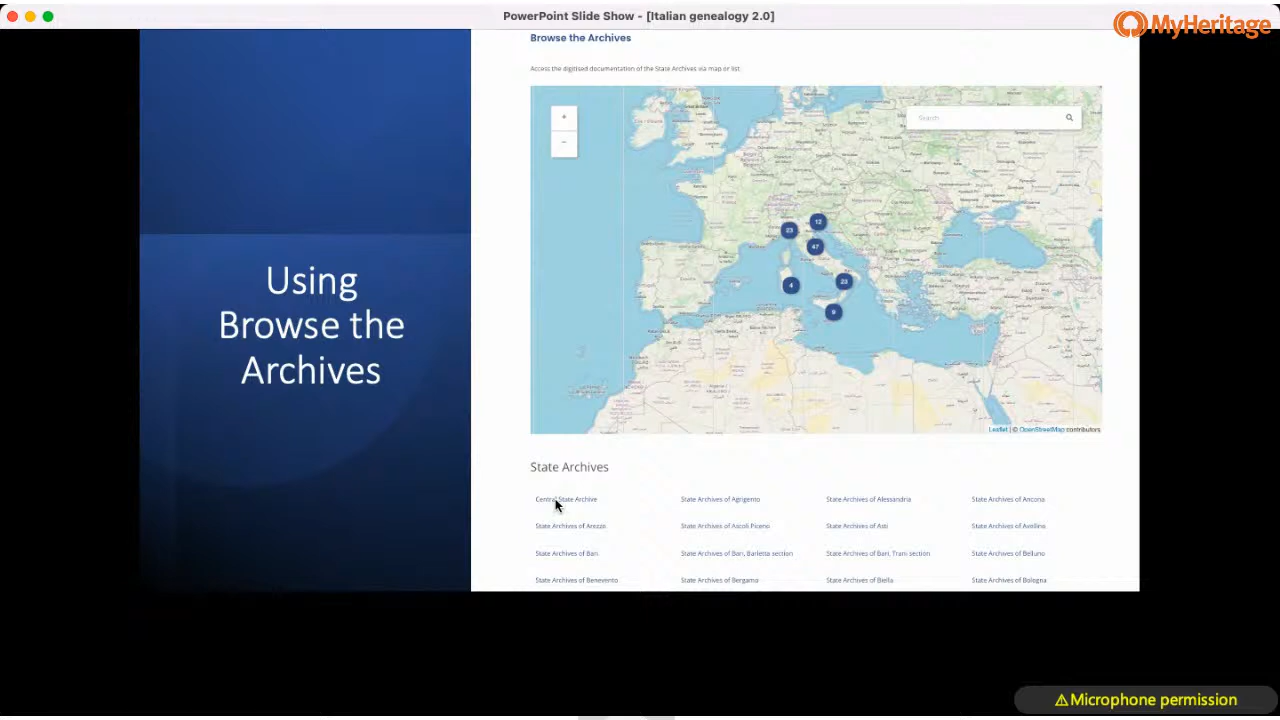 PowerPoint Slide Show - [Italian genealogy 2.0]
MyHeritage
Using
Browse the
Archives
Browse the Archives
Access the digitised documentation of the State Archives via map or list
+
−
Search
23
12
47
4
23
9
Leaflet | © OpenStreetMap contributors
State Archives
Central State Archive
State Archives of Agrigento
State Archives of Alessandria
State Archives of Ancona
State Archives of Arezzo
State Archives of Ascoli Piceno
State Archives of Asti
State Archives of Avellino
State Archives of Bari
State Archives of Bari, Barletta section
State Archives of Bari, Trani section
State Archives of Belluno
State Archives of Benevento
State Archives of Bergamo
State Archives of Biella
State Archives of Bologna
⚠Microphone permission